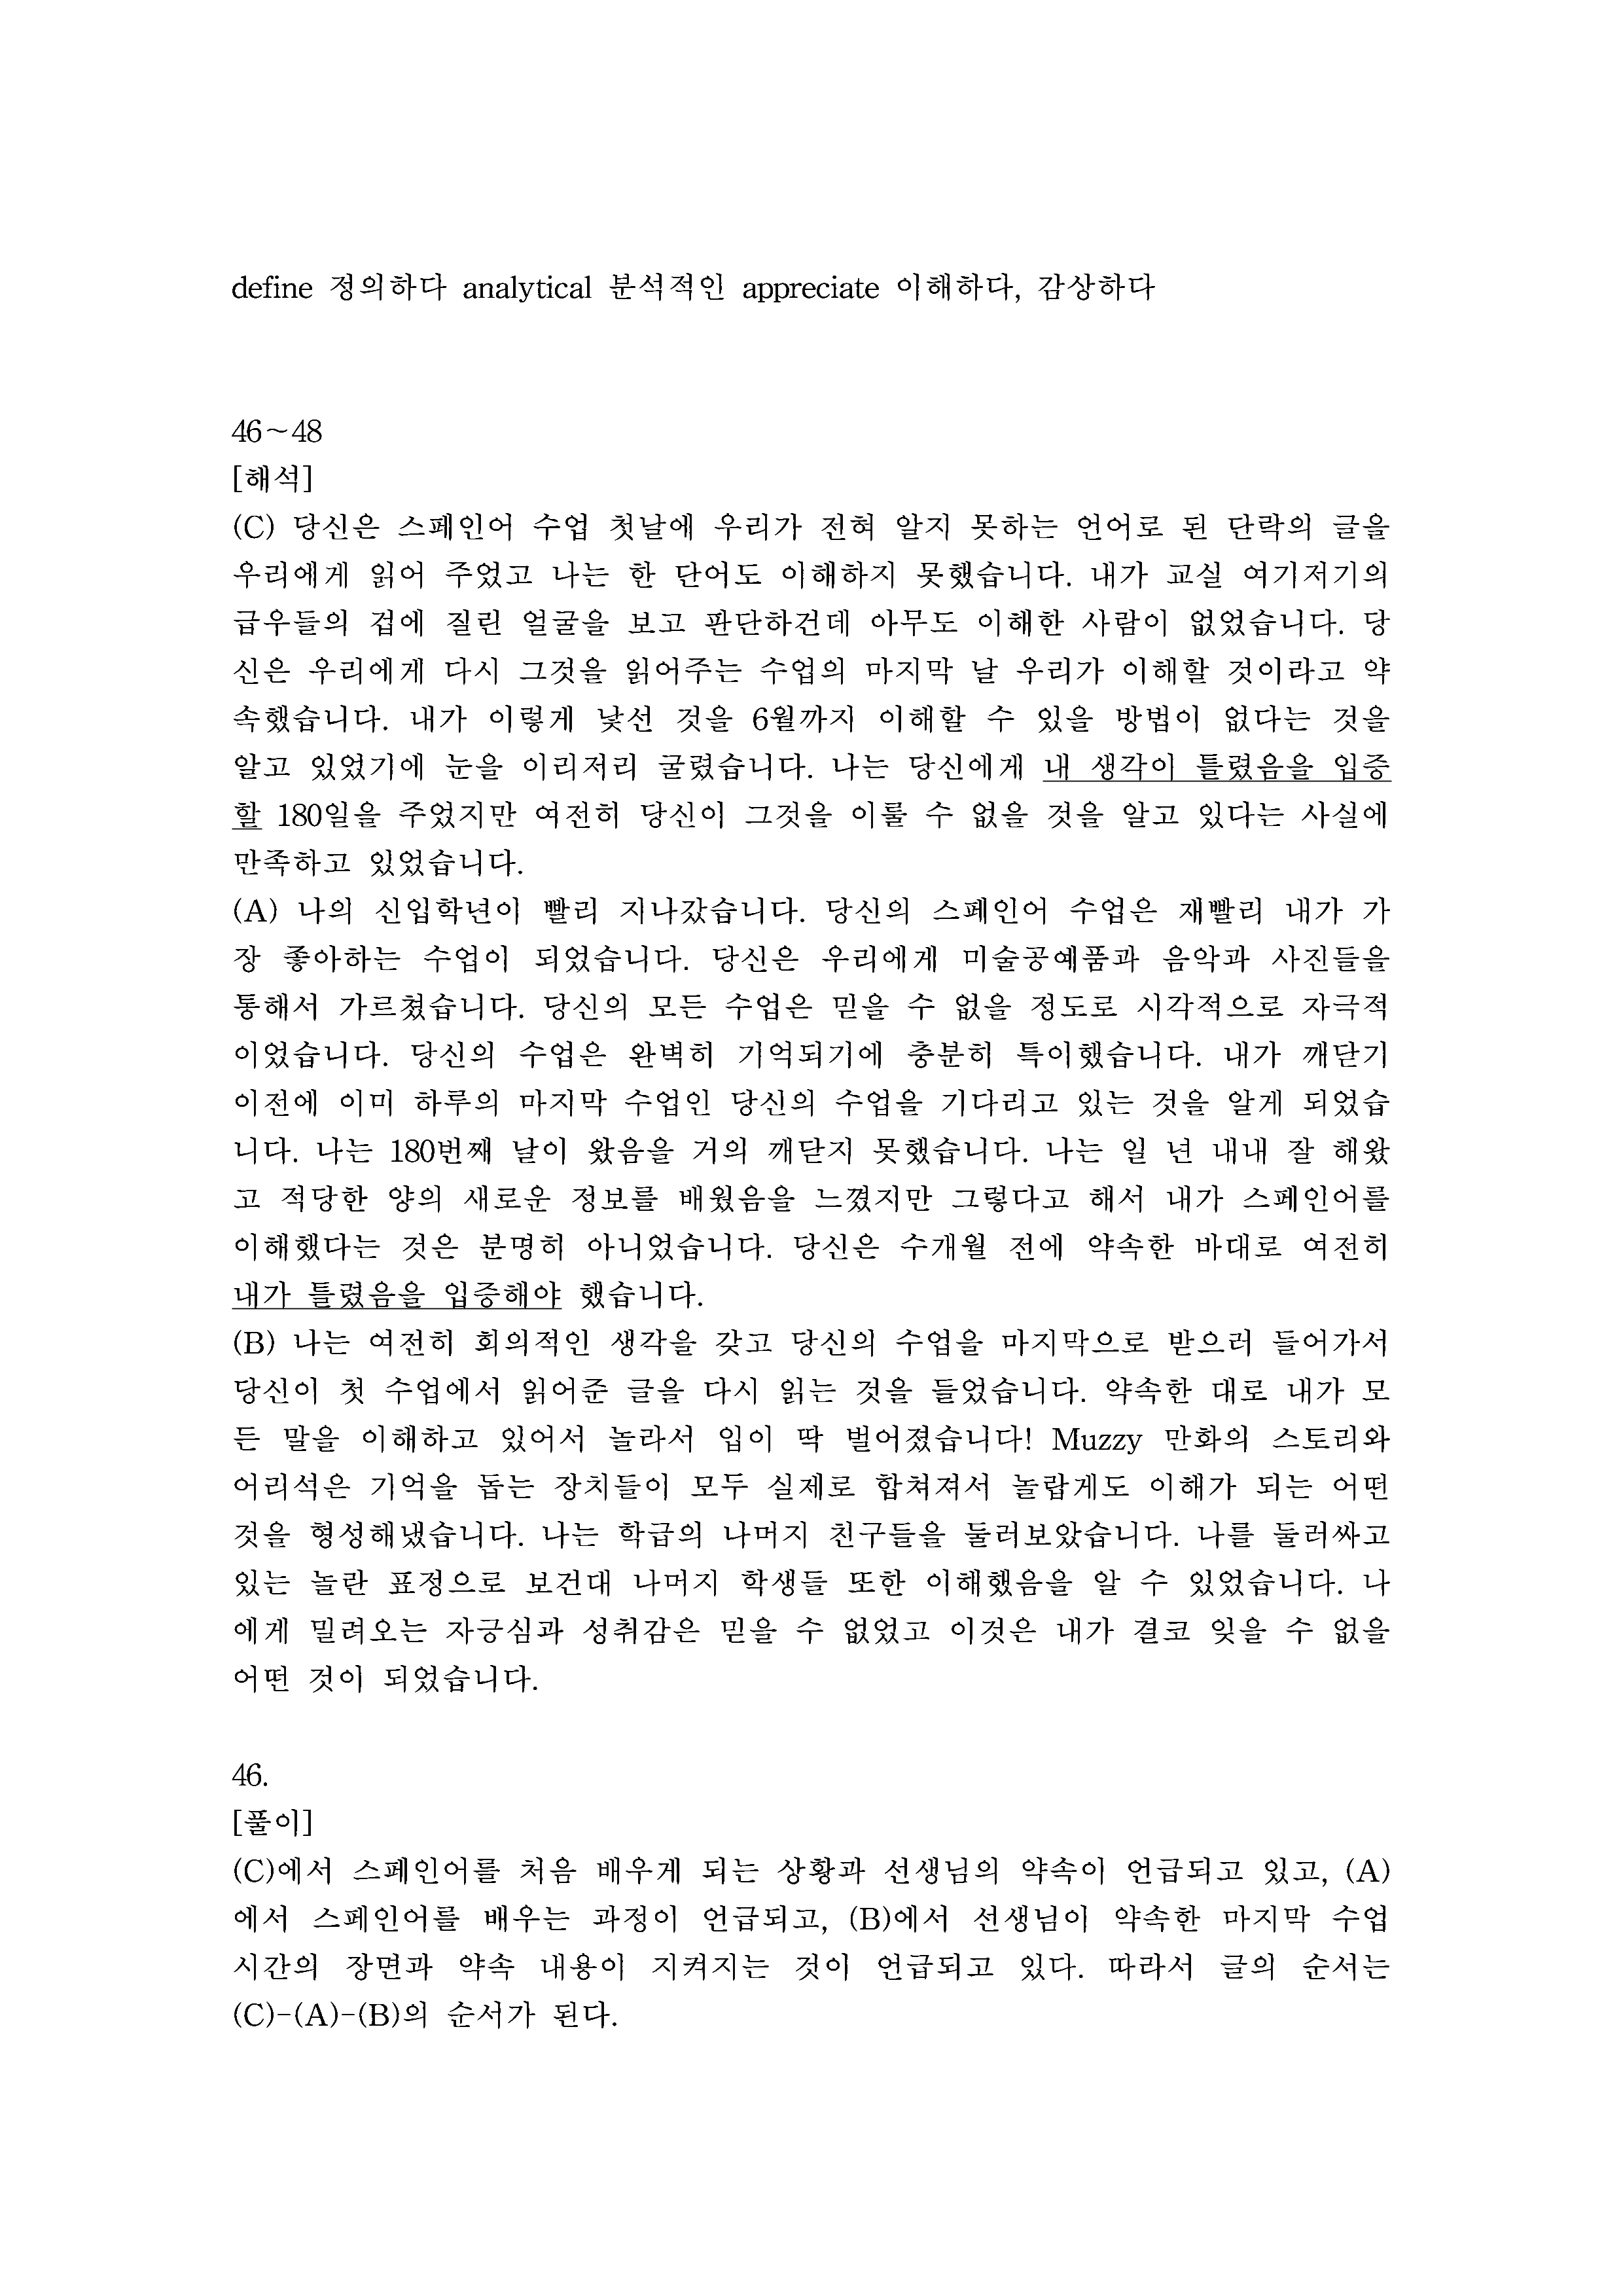 define 정의하다 analytical 분석적인 appreciate 이해하다, 감상하다
46~48
[해석]
(C) 당신은 스페인어 수업 첫날에 우리가 전혀 알지 못하는 언어로 된 단락의 글을
우리에게 읽어 주었고 나는 한 단어도 이해하지 못했습니다. 내가 교실 여기저기의
급우들의 겁에 질린 얼굴을 보고 판단하건데 아무도 이해한 사람이 없었습니다. 당
신은 우리에게 다시 그것을 읽어주는 수업의 마지막 날 우리가 이해할 것이라고 약
속했습니다. 내가 이렇게 낯선 것을 6월까지 이해할 수 있을 방법이 없다는 것을
알고 있었기에 눈을 이리저리 굴렸습니다. 나는 당신에게 내 생각이 틀렸음을 입증
할 180일을 주었지만 여전히 당신이 그것을 이룰 수 없을 것을 알고 있다는 사실에
만족하고 있었습니다.
(A) 나의 신입학년이 빨리 지나갔습니다. 당신의 스페인어 수업은 재빨리 내가 가
장 좋아하는 수업이 되었습니다. 당신은 우리에게 미술공예품과 음악과 사진들을
통해서 가르쳤습니다. 당신의 모든 수업은 믿을 수 없을 정도로 시각적으로 자극적
이었습니다. 당신의 수업은 완벽히 기억되기에 충분히 특이했습니다. 내가 깨닫기
이전에 이미 하루의 마지막 수업인 당신의 수업을 기다리고 있는 것을 알게 되었습
니다. 나는 180번째 날이 왔음을 거의 깨닫지 못했습니다. 나는 일 년 내내 잘 해왔
고 적당한 양의 새로운 정보를 배웠음을 느꼈지만 그렇다고 해서 내가 스페인어를
이해했다는 것은 분명히 아니었습니다. 당신은 수개월 전에 약속한 바대로 여전히
내가 틀렸음을 입증해야 했습니다.
(B) 나는 여전히 회의적인 생각을 갖고 당신의 수업을 마지막으로 받으러 들어가서
당신이 첫 수업에서 읽어준 글을 다시 읽는 것을 들었습니다. 약속한 대로 내가 모
든 말을 이해하고 있어서 놀라서 입이 딱 벌어졌습니다! Muzzy 만화의 스토리와
어리석은 기억을 돕는 장치들이 모두 실제로 합쳐져서 놀랍게도 이해가 되는 어떤
것을 형성해냈습니다. 나는 학급의 나머지 친구들을 둘러보았습니다. 나를 둘러싸고
있는 놀란 표정으로 보건대 나머지 학생들 또한 이해했음을 알 수 있었습니다. 나
에게 밀려오는 자긍심과 성취감은 믿을 수 없었고 이것은 내가 결코 잊을 수 없을
어떤 것이 되었습니다.
46.
[풀이]
(C)에서 스페인어를 처음 배우게 되는 상황과 선생님의 약속이 언급되고 있고, (A)
에서 스페인어를 배우는 과정이 언급되고, (B)에서 선생님이 약속한 마지막 수업
시간의 장면과 약속 내용이 지켜지는 것이 언급되고 있다. 따라서 글의 순서는
(C)-(A)-(B)의 순서가 된다.